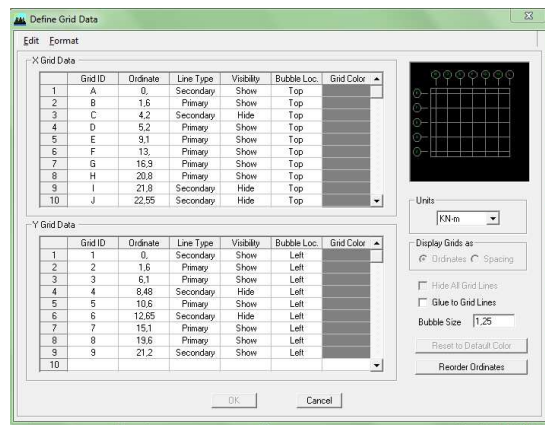 Define Grid Data
Edit Format
X Grid Data
Grid ID Ordinate Line Type Visibility Bubble Loc. Grid Color
1 A 0, Secondary Show Top
2 B 1,6 Primary Show Top
3 C 4,2 Secondary Hide Top
4 D 5,2 Primary Show Top
5 E 9,1 Primary Show Top
6 F 13, Primary Show Top
7 G 16,9 Primary Show Top
8 H 20,8 Primary Show Top
9 I 21,8 Secondary Hide Top
10 J 22,55 Secondary Hide Top
Units
KN-m
Y Grid Data
Grid ID Ordinate Line Type Visibility Bubble Loc. Grid Color
1 1 0, Secondary Show Left
2 2 1,6 Primary Show Left
3 3 6,1 Primary Show Left
4 4 8,48 Secondary Hide Left
5 5 10,6 Primary Show Left
6 6 12,65 Secondary Hide Left
7 7 15,1 Primary Show Left
8 8 19,6 Primary Show Left
9 9 21,2 Secondary Show Left
10
Display Grids as
Ordinates Spacing
Hide All Grid Lines
Glue to Grid Lines
Bubble Size 1,25
Reset to Default Color
Reorder Ordinates
OK Cancel